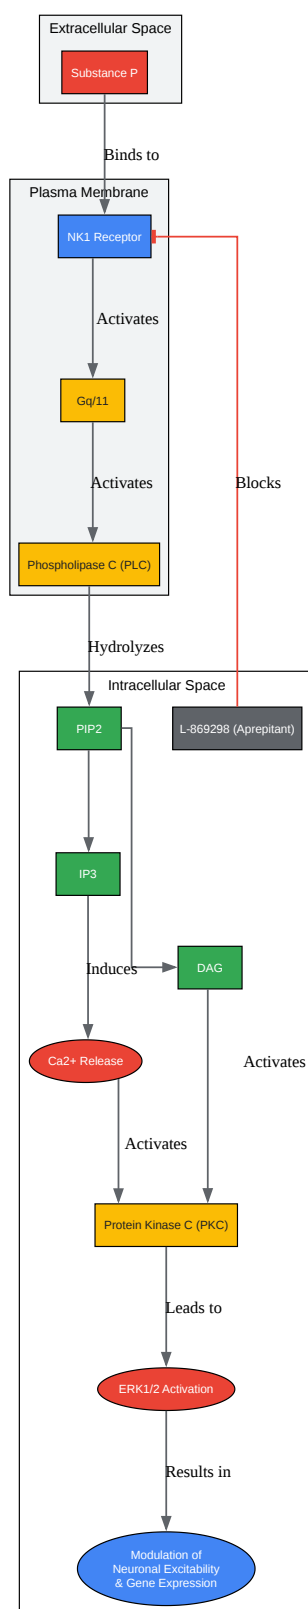 Extracellular Space
Substance P
Binds to
Plasma Membrane
NK1 Receptor
Activates
Gq/11
Activates
Blocks
Phospholipase C (PLC)
Hydrolyzes
Intracellular Space
PIP2
L-869298 (Aprepitant)
IP3
DAG
Induces
Ca2+ Release
Activates
Activates
Protein Kinase C (PKC)
Leads to
ERK1/2 Activation
Results in
Modulation of
Neuronal Excitability
& Gene Expression